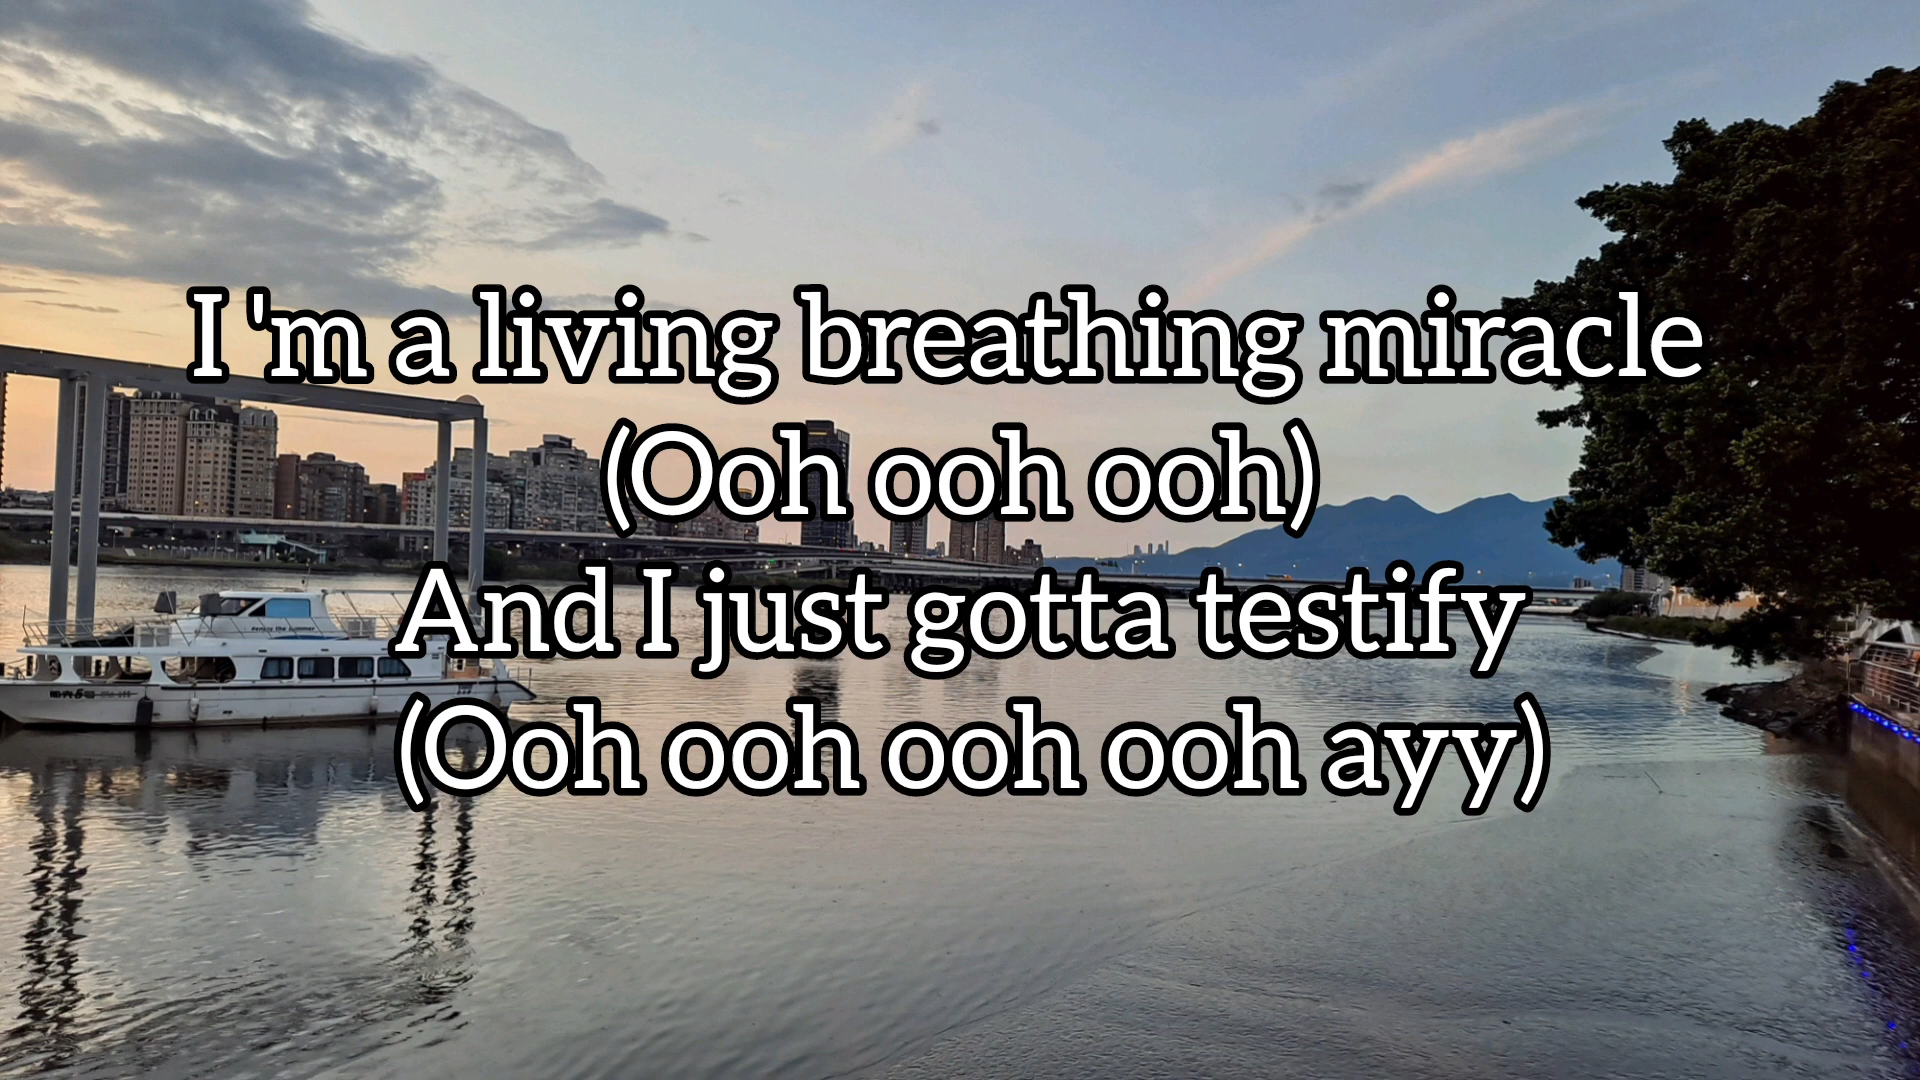 I 'm a living breathing miracle
(Ooh ooh ooh)
And I just gotta testify
(Ooh ooh ooh ooh ayy)